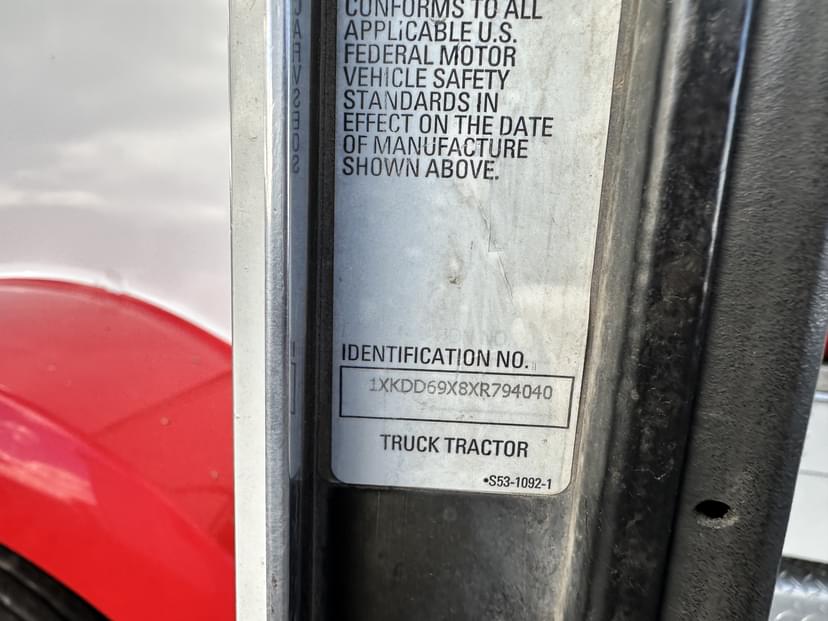 CONFORMS TO ALL
APPLICABLE U.S.
FEDERAL MOTOR
VEHICLE SAFETY
STANDARDS IN
EFFECT ON THE DATE
OF MANUFACTURE
SHOWN ABOVE.
IDENTIFICATION NO.
1XKDD69X8XR794040
TRUCK TRACTOR
•S53-1092-1